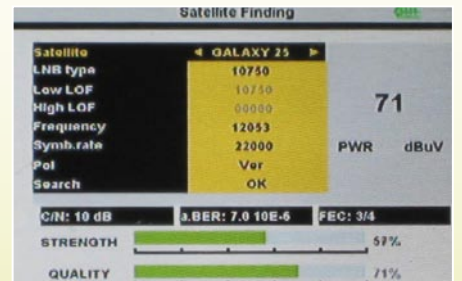 Satellite Finding
OUT
Satellite ◄ GALAXY 25 ►
LNB type 10750
Low LOF 10750
High LOF 00000
Frequency 12053
Symb.rate 22000
Pol Ver
Search OK
71
PWR dBuV
C/N: 10 dB a.BER: 7.0 10E-6 FEC: 3/4
STRENGTH 57%
QUALITY 71%